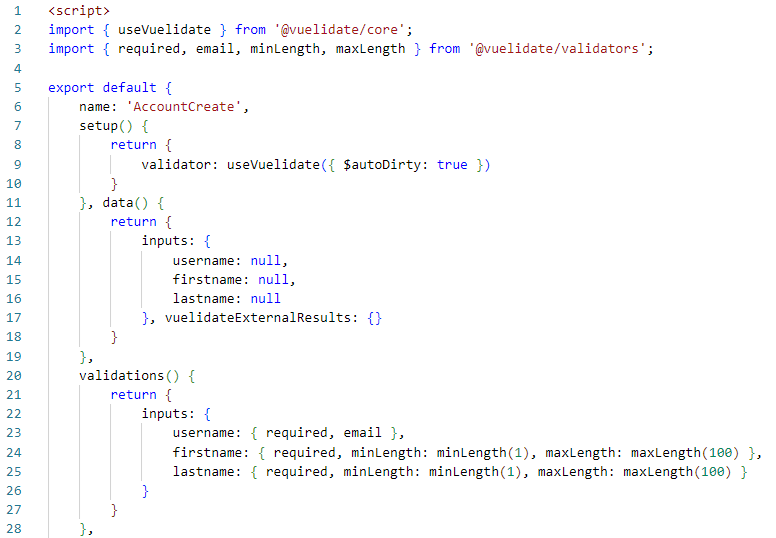 1 <script>
2 import { useVuelidate } from '@vuelidate/core';
3 import { required, email, minLength, maxLength } from '@vuelidate/validators';
4
5 export default {
6     name: 'AccountCreate',
7     setup() {
8         return {
9             validator: useVuelidate({ $autoDirty: true })
10         }
11     }, data() {
12         return {
13             inputs: {
14                 username: null,
15                 firstname: null,
16                 lastname: null
17             }, vuelidateExternalResults: {}
18         }
19     },
20     validations() {
21         return {
22             inputs: {
23                 username: { required, email },
24                 firstname: { required, minLength: minLength(1), maxLength: maxLength(100) },
25                 lastname: { required, minLength: minLength(1), maxLength: maxLength(100) }
26             }
27         }
28     },